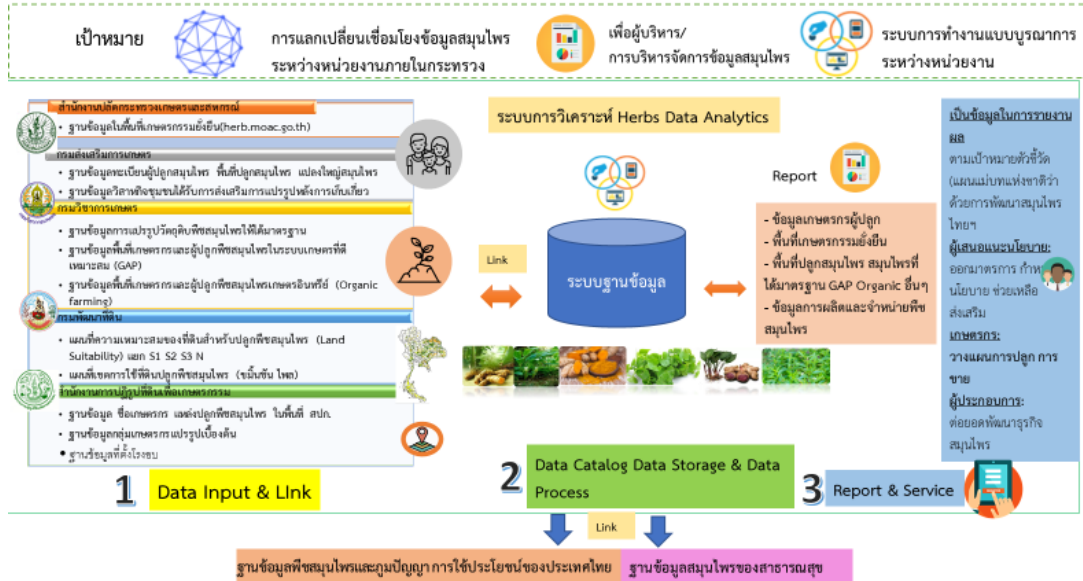 เป้าหมาย
การแลกเปลี่ยนเชื่อมโยงข้อมูลสมุนไพร
ระหว่างหน่วยงานภายในกระทรวง
เพื่อผู้บริหาร/
การบริหารจัดการข้อมูลสมุนไพร
ระบบการทำงานแบบบูรณาการ
ระหว่างหน่วยงาน
สำนักงานปลัดกระทรวงเกษตรและสหกรณ์
• ฐานข้อมูลในพื้นที่เกษตรกรรมยั่งยืน(herb.moac.go.th)
กรมส่งเสริมการเกษตร
• ฐานข้อมูลทะเบียนผู้ปลูกสมุนไพร พื้นที่ปลูกสมุนไพร แปลงใหญ่สมุนไพร
• ฐานข้อมูลวิสาหกิจชุมชนได้รับการส่งเสริมการแปรรูปหลังการเก็บเกี่ยว
กรมวิชาการเกษตร
• ฐานข้อมูลการแปรรูปวัตถุดิบพืชสมุนไพรให้ได้มาตรฐาน
• ฐานข้อมูลพื้นที่เกษตรกรและผู้ปลูกพืชสมุนไพรในระบบเกษตรที่ดี
เหมาะสม (GAP)
• ฐานข้อมูลพื้นที่เกษตรกรและผู้ปลูกพืชสมุนไพรเกษตรอินทรีย์ (Organic
farming)
กรมพัฒนาที่ดิน
• แผนที่ความเหมาะสมของที่ดินสำหรับปลูกพืชสมุนไพร (Land
Suitability) แยก S1 S2 S3 N
• แผนที่เขตการใช้ที่ดินปลูกพืชสมุนไพร (ขมิ้นชัน ไพล)
สำนักงานการปฏิรูปที่ดินเพื่อเกษตรกรรม
• ฐานข้อมูล ชื่อเกษตรกร แหล่งปลูกพืชสมุนไพร ในพื้นที่ สปก.
• ฐานข้อมูลกลุ่มเกษตรกรแปรรูปเบื้องต้น
• ฐานข้อมูลที่ตั้งโรงอบ
1 Data Input & LInk
Link
ระบบการวิเคราะห์ Herbs Data Analytics
ระบบฐานข้อมูล
Report
- ข้อมูลเกษตรกรผู้ปลูก
- พื้นที่เกษตรกรรมยั่งยืน
- พื้นที่ปลูกสมุนไพร สมุนไพรที่
ได้มาตรฐาน GAP Organic อื่นๆ
- ข้อมูลการผลิตและจำหน่ายพืช
สมุนไพร
2 Data Catalog Data Storage & Data
Process
เป็นข้อมูลในการรายงาน
ผล
ตามเป้าหมายตัวชี้วัด
(แผนแม่บทแห่งชาติว่า
ด้วยการพัฒนาสมุนไพร
ไทยฯ
ผู้เสนอแนะนโยบาย:
ออกมาตรการ กำห
นโยบาย ช่วยเหลือ
ส่งเสริม
เกษตรกร:
วางแผนการปลูก การ
ขาย
ผู้ประกอบการ:
ต่อยอดพัฒนาธุรกิจ
สมุนไพร
3 Report & Service
Link
ฐานข้อมูลพืชสมุนไพรและภูมปัญญา การใช้ประโยชน์ของประเทศไทย
ฐานข้อมูลสมุนไพรของสาธารณสุข